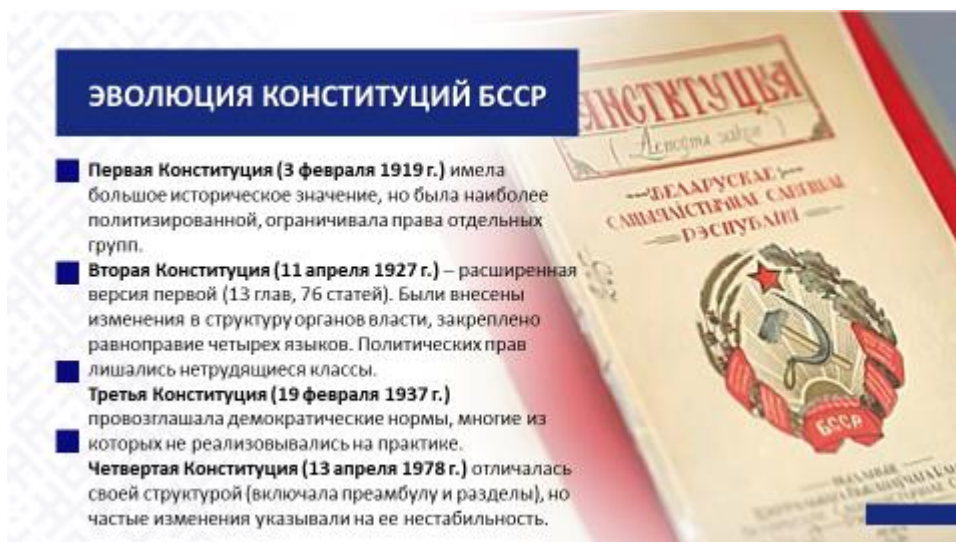 ЭВОЛЮЦИЯ КОНСТИТУЦИЙ БССР
Первая Конституция (3 февраля 1919 г.) имела
большое историческое значение, но была наиболее
политизированной, ограничивала права отдельных
групп.
Вторая Конституция (11 апреля 1927 г.) – расширенная
версия первой (13 глав, 76 статей). Были внесены
изменения в структуру органов власти, закреплено
равноправие четырех языков. Политических прав
лишались нетрудящиеся классы.
Третья Конституция (19 февраля 1937 г.)
провозглашала демократические нормы, многие из
которых не реализовывались на практике.
Четвертая Конституция (13 апреля 1978 г.) отличалась
своей структурой (включала преамбулу и разделы), но
частые изменения указывали на ее нестабильность.
БЕЛАРУСКАЕ
САЦЫЯЛІСТЫЧНАЕ САВЕЦКАЕ
РЭСПУБЛІКІ
БССР